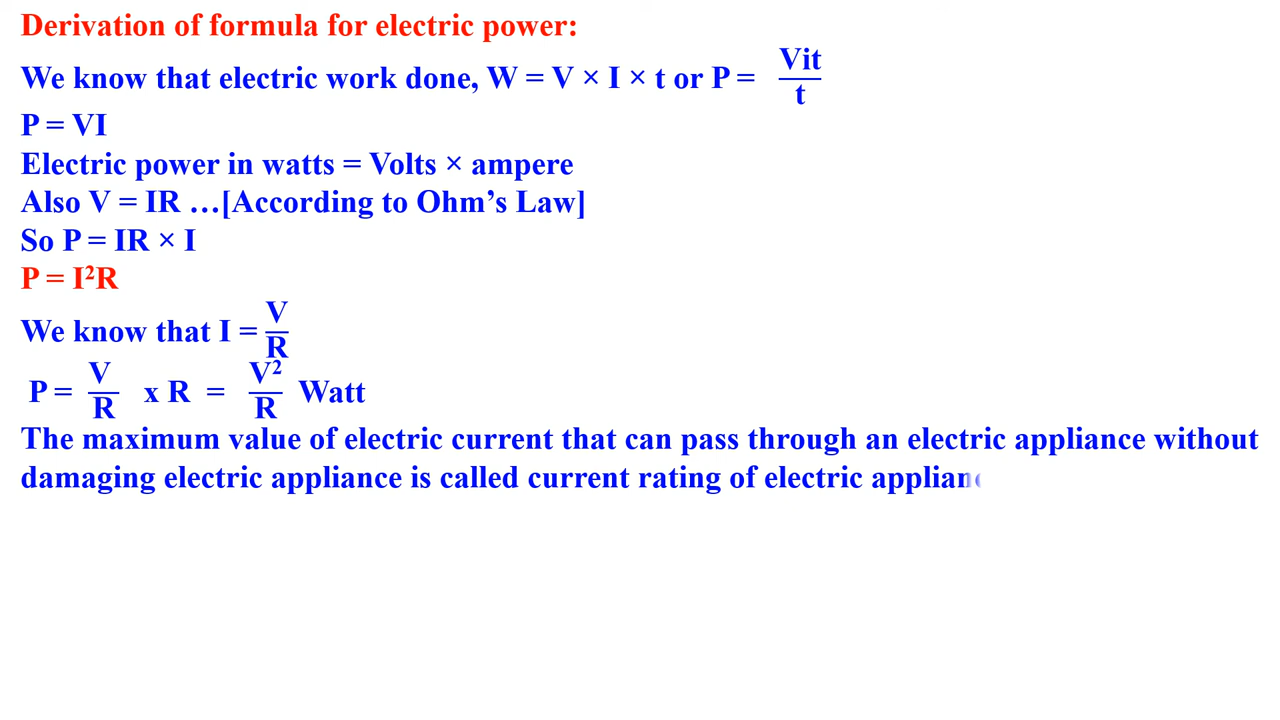 Derivation of formula for electric power:
We know that electric work done, W = V × I × t or P = Vit/t
P = VI
Electric power in watts = Volts × ampere
Also V = IR …[According to Ohm’s Law]
So P = IR × I
P = I²R
We know that I = V/R
P = V/R x R = V²/R Watt
The maximum value of electric current that can pass through an electric appliance without
damaging electric appliance is called current rating of electric